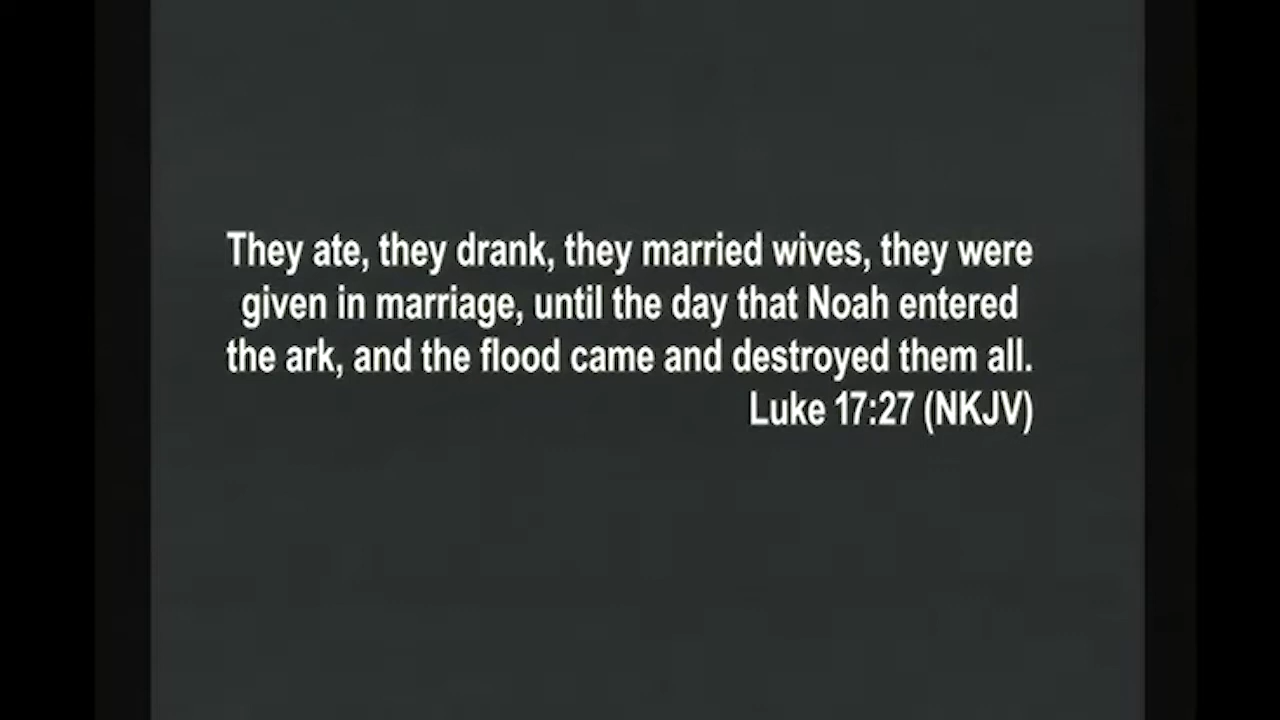 They ate, they drank, they married wives, they were
given in marriage, until the day that Noah entered
the ark, and the flood came and destroyed them all.
Luke 17:27 (NKJV)